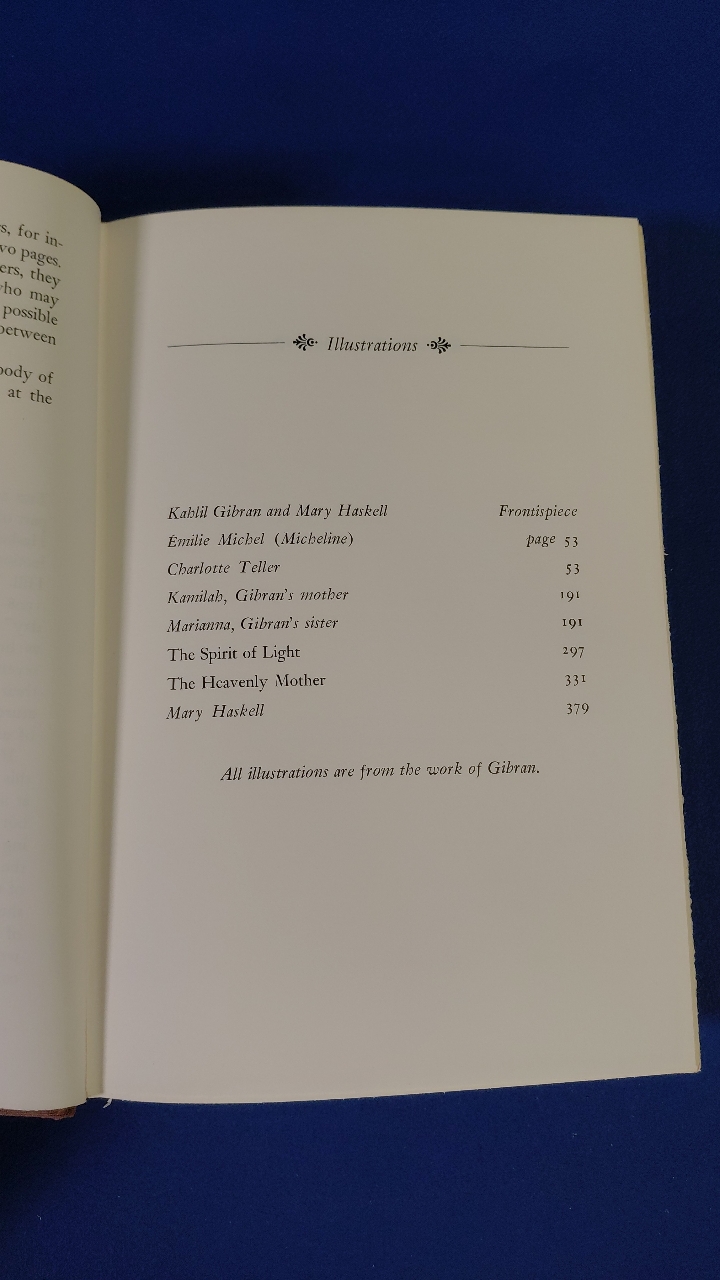 s, for in-
wo pages.
ers, they
who may
possible
between
body of
at the
Illustrations
Kahlil Gibran and Mary Haskell Frontispiece
Émilie Michel (Micheline) page 53
Charlotte Teller 53
Kamilah, Gibran's mother 191
Marianna, Gibran's sister 191
The Spirit of Light 297
The Heavenly Mother 331
Mary Haskell 379
All illustrations are from the work of Gibran.